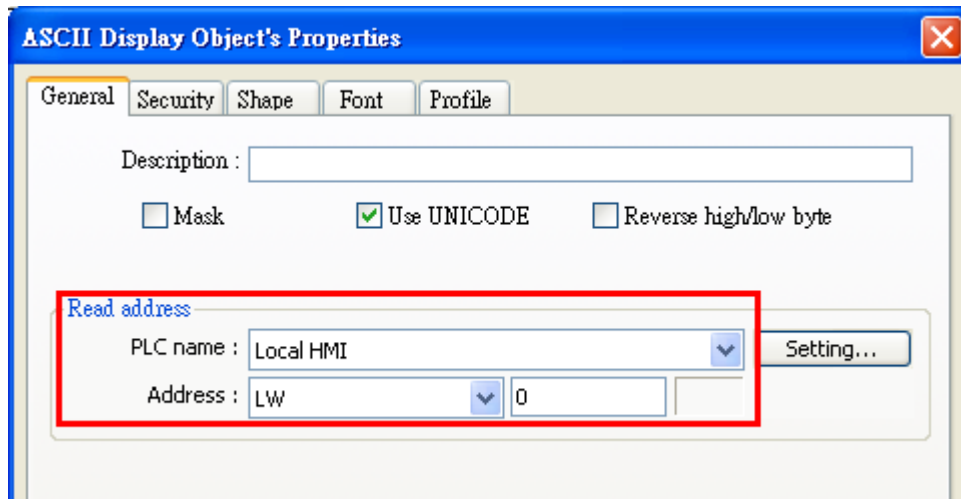 ASCII Display Object's Properties
General Security Shape Font Profile
Description :
Mask Use UNICODE Reverse high/low byte
Read address
PLC name : Local HMI Setting...
Address : LW 0